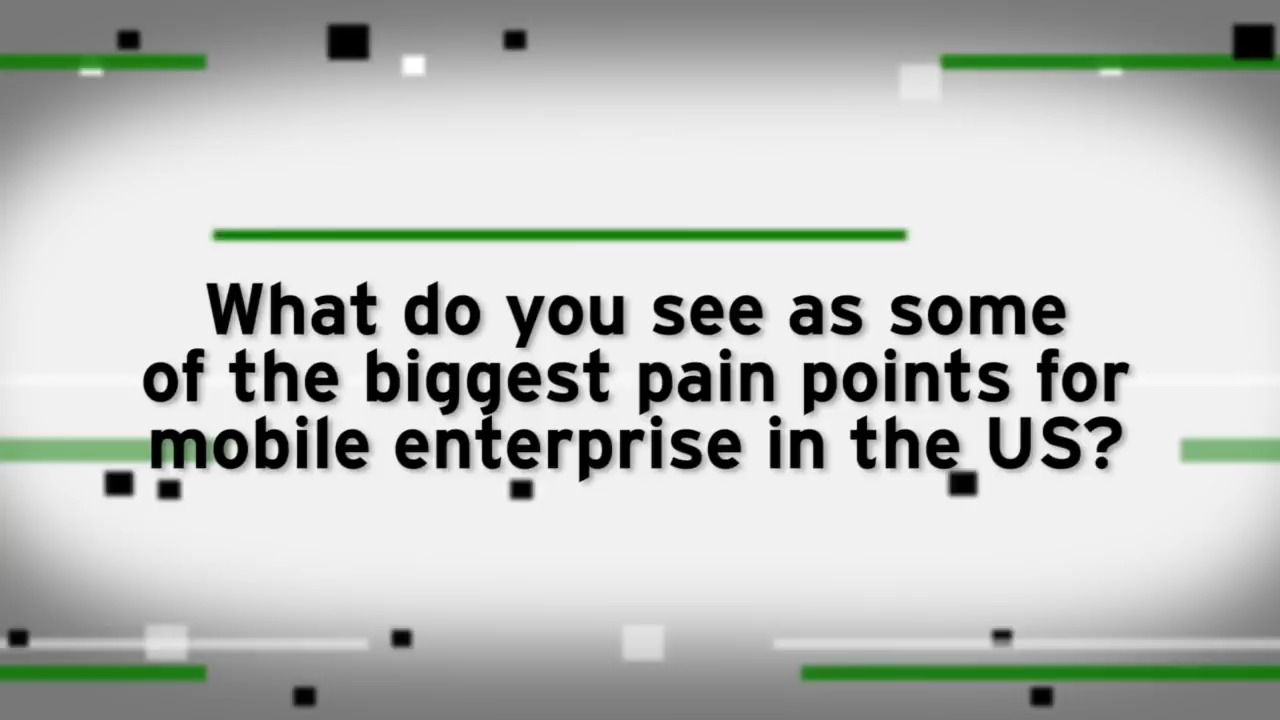 What do you see as some
of the biggest pain points for
mobile enterprise in the US?